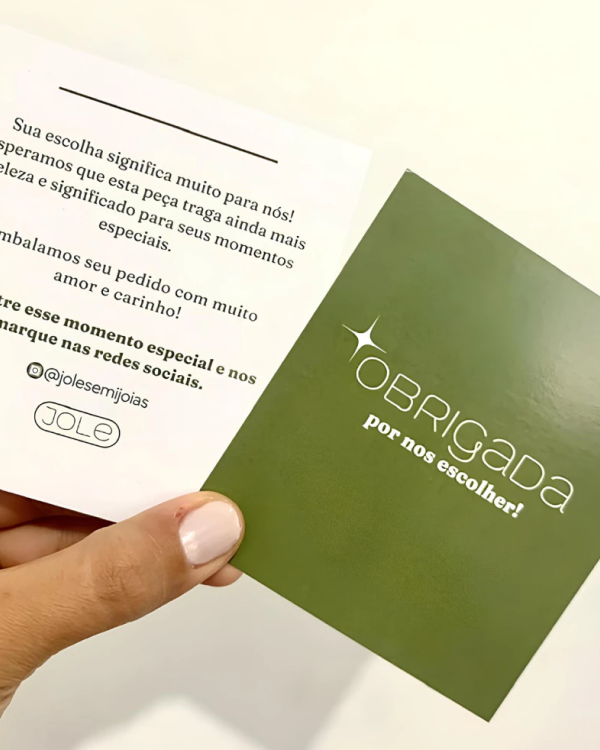 Sua escolha significa muito para nós!
speramos que esta peça traga ainda mais
eleza e significado para seus momentos
especiais.
mbalamos seu pedido com muito
amor e carinho!
tre esse momento especial e nos
marque nas redes sociais.
@jolesemijoias
JOLe
OBRIGADA
por nos escolher!